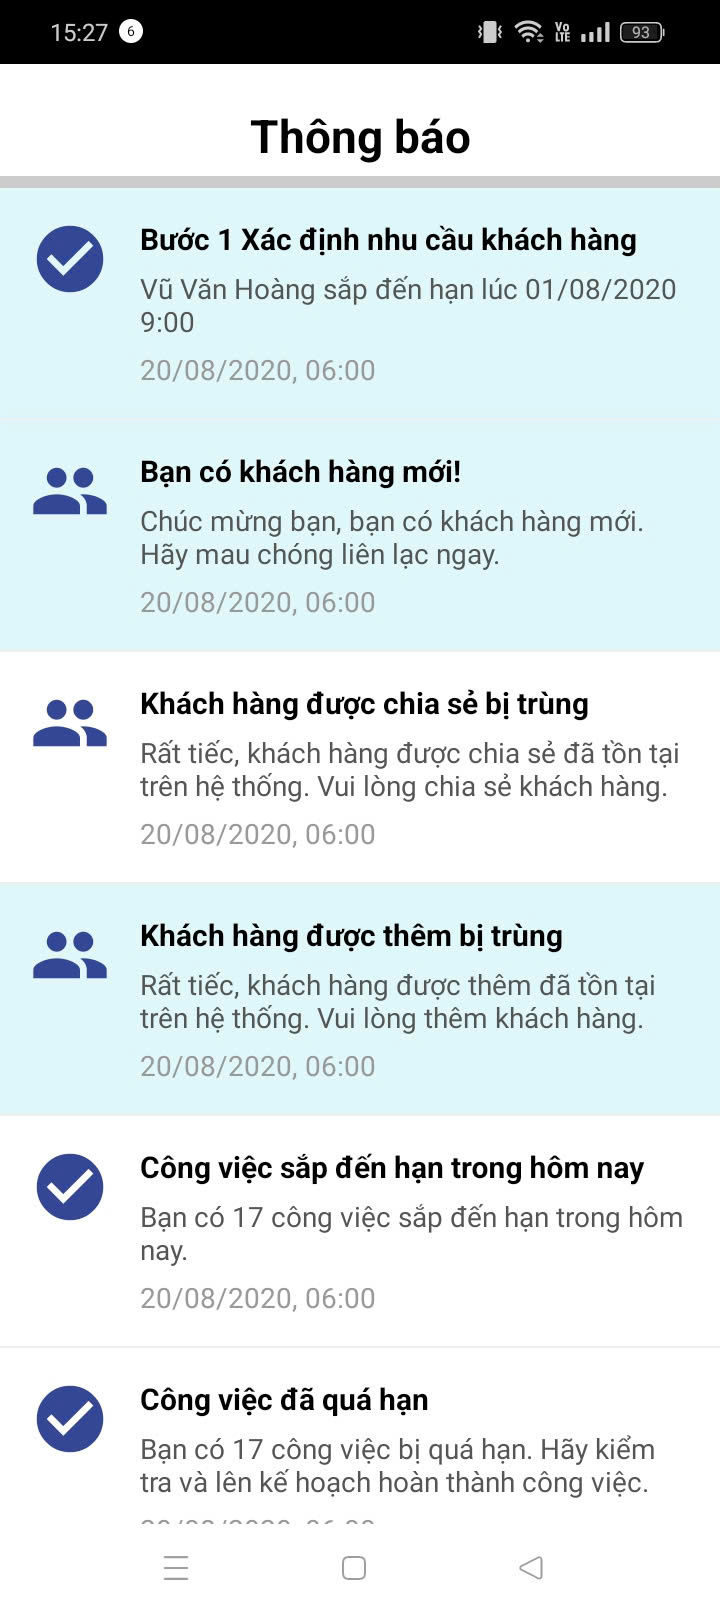 15:27 6 Vo LTE 93
Thông báo
Bước 1 Xác định nhu cầu khách hàng
Vũ Văn Hoàng sắp đến hạn lúc 01/08/2020
9:00
20/08/2020, 06:00
Bạn có khách hàng mới!
Chúc mừng bạn, bạn có khách hàng mới.
Hãy mau chóng liên lạc ngay.
20/08/2020, 06:00
Khách hàng được chia sẻ bị trùng
Rất tiếc, khách hàng được chia sẻ đã tồn tại
trên hệ thống. Vui lòng chia sẻ khách hàng.
20/08/2020, 06:00
Khách hàng được thêm bị trùng
Rất tiếc, khách hàng được thêm đã tồn tại
trên hệ thống. Vui lòng thêm khách hàng.
20/08/2020, 06:00
Công việc sắp đến hạn trong hôm nay
Bạn có 17 công việc sắp đến hạn trong hôm
nay.
20/08/2020, 06:00
Công việc đã quá hạn
Bạn có 17 công việc bị quá hạn. Hãy kiểm
tra và lên kế hoạch hoàn thành công việc.